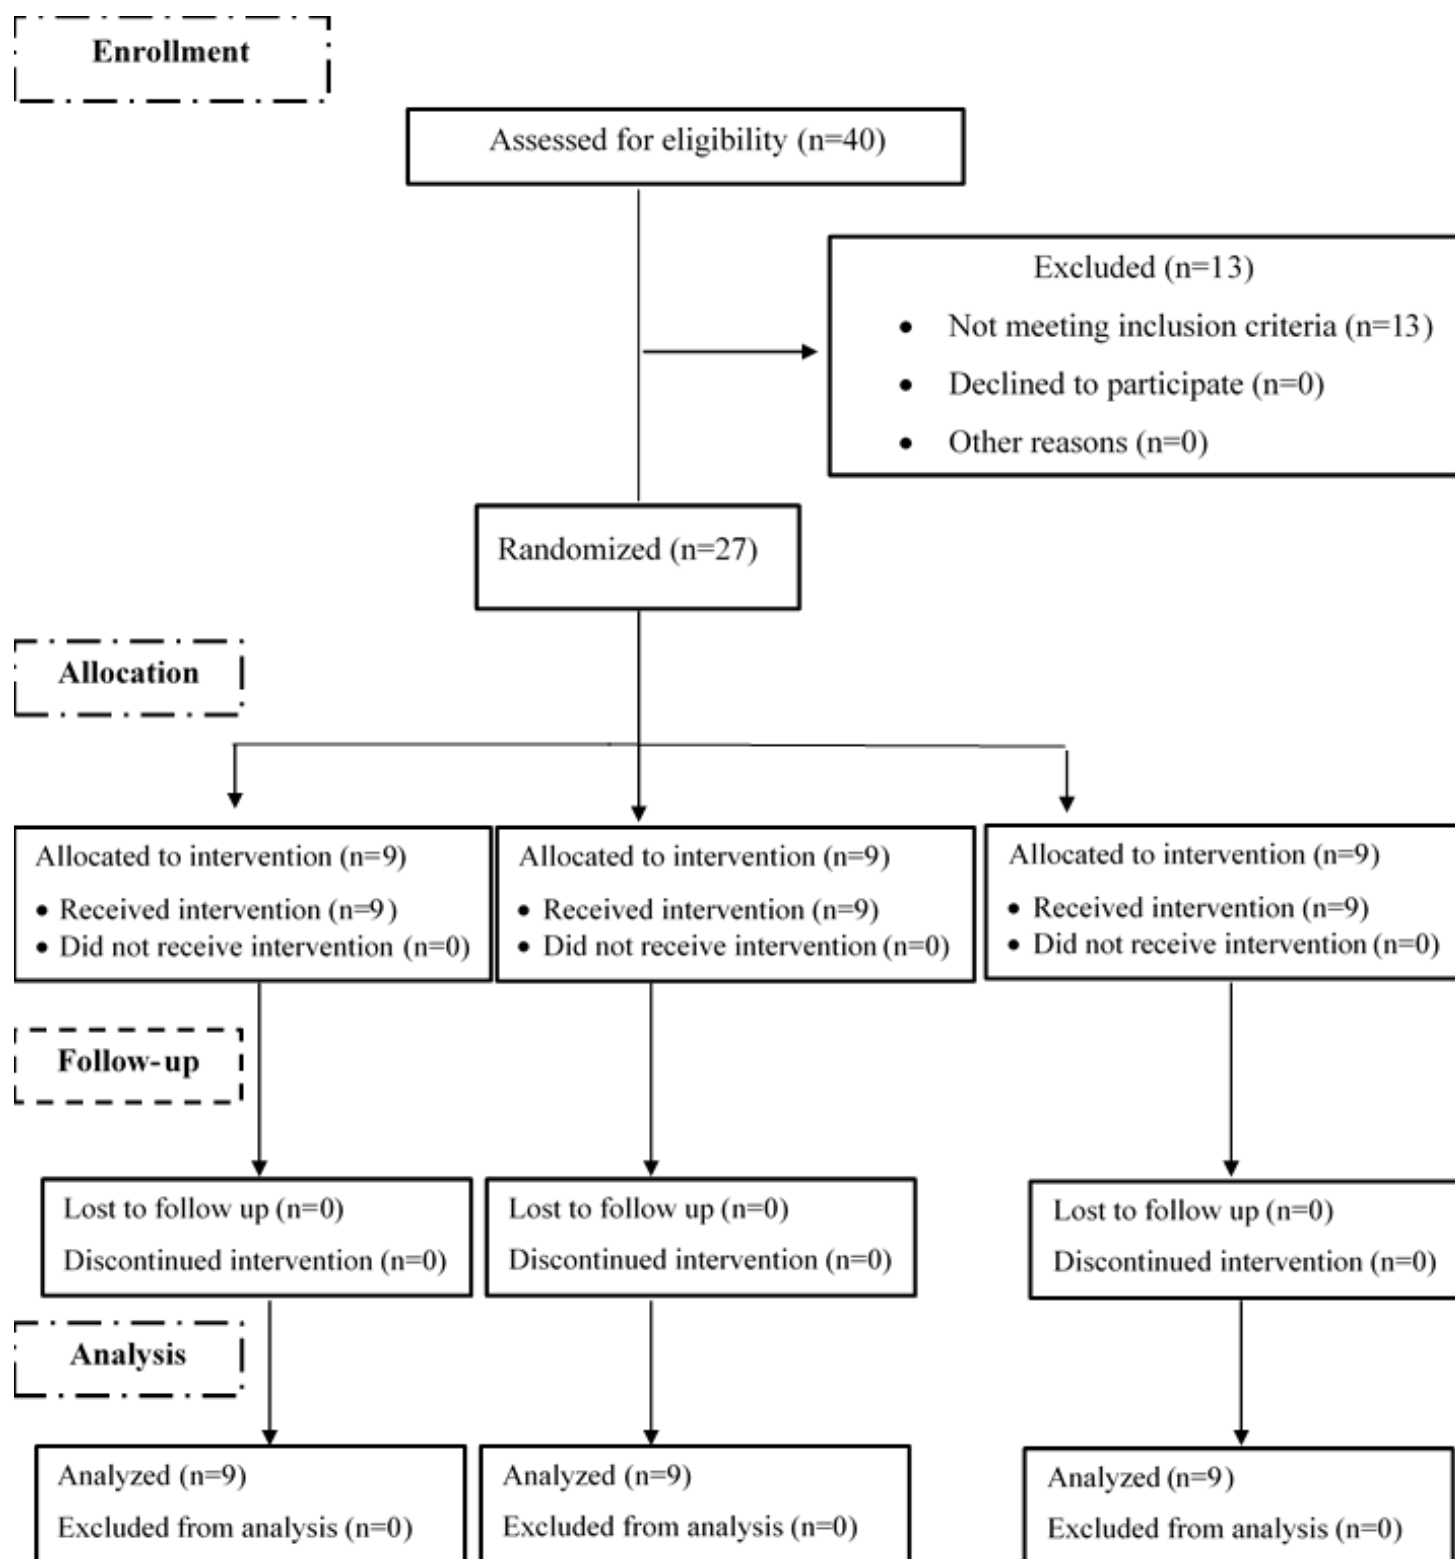 Enrollment
Assessed for eligibility (n=40)
Excluded (n=13)
• Not meeting inclusion criteria (n=13)
• Declined to participate (n=0)
• Other reasons (n=0)
Randomized (n=27)
Allocation
Allocated to intervention (n=9)
• Received intervention (n=9)
• Did not receive intervention (n=0)
Allocated to intervention (n=9)
• Received intervention (n=9)
• Did not receive intervention (n=0)
Allocated to intervention (n=9)
• Received intervention (n=9)
• Did not receive intervention (n=0)
Follow-up
Lost to follow up (n=0)
Discontinued intervention (n=0)
Lost to follow up (n=0)
Discontinued intervention (n=0)
Lost to follow up (n=0)
Discontinued intervention (n=0)
Analysis
Analyzed (n=9)
Excluded from analysis (n=0)
Analyzed (n=9)
Excluded from analysis (n=0)
Analyzed (n=9)
Excluded from analysis (n=0)